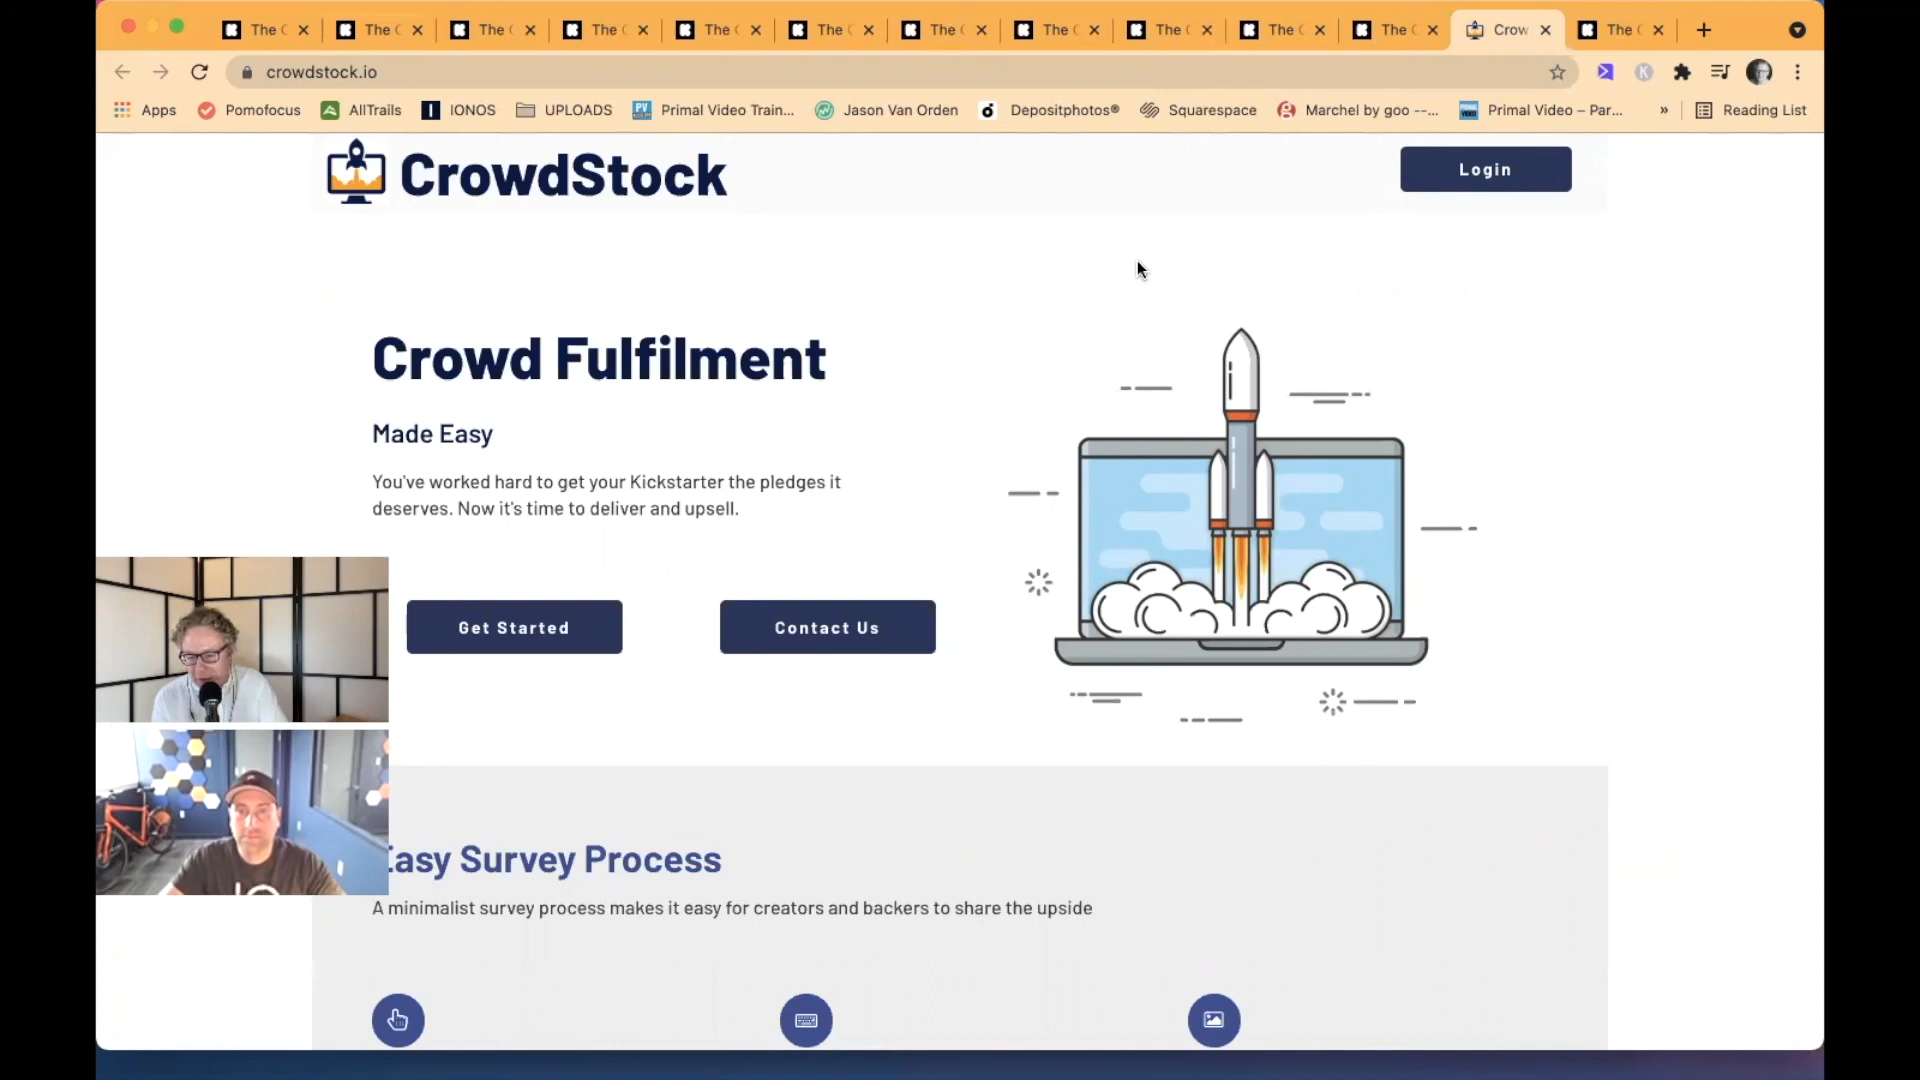 The C The C The C The C The C The C The C The C The C The C The C Crow The C
crowdstock.io
Apps Pomofocus AllTrails IONOS UPLOADS Primal Video Train... Jason Van Orden Depositphotos® Squarespace Marchel by goo --... Primal Video – Par... » Reading List
CrowdStock
Login
Crowd Fulfilment
Made Easy
You've worked hard to get your Kickstarter the pledges it
deserves. Now it's time to deliver and upsell.
Get Started
Contact Us
Easy Survey Process
A minimalist survey process makes it easy for creators and backers to share the upside